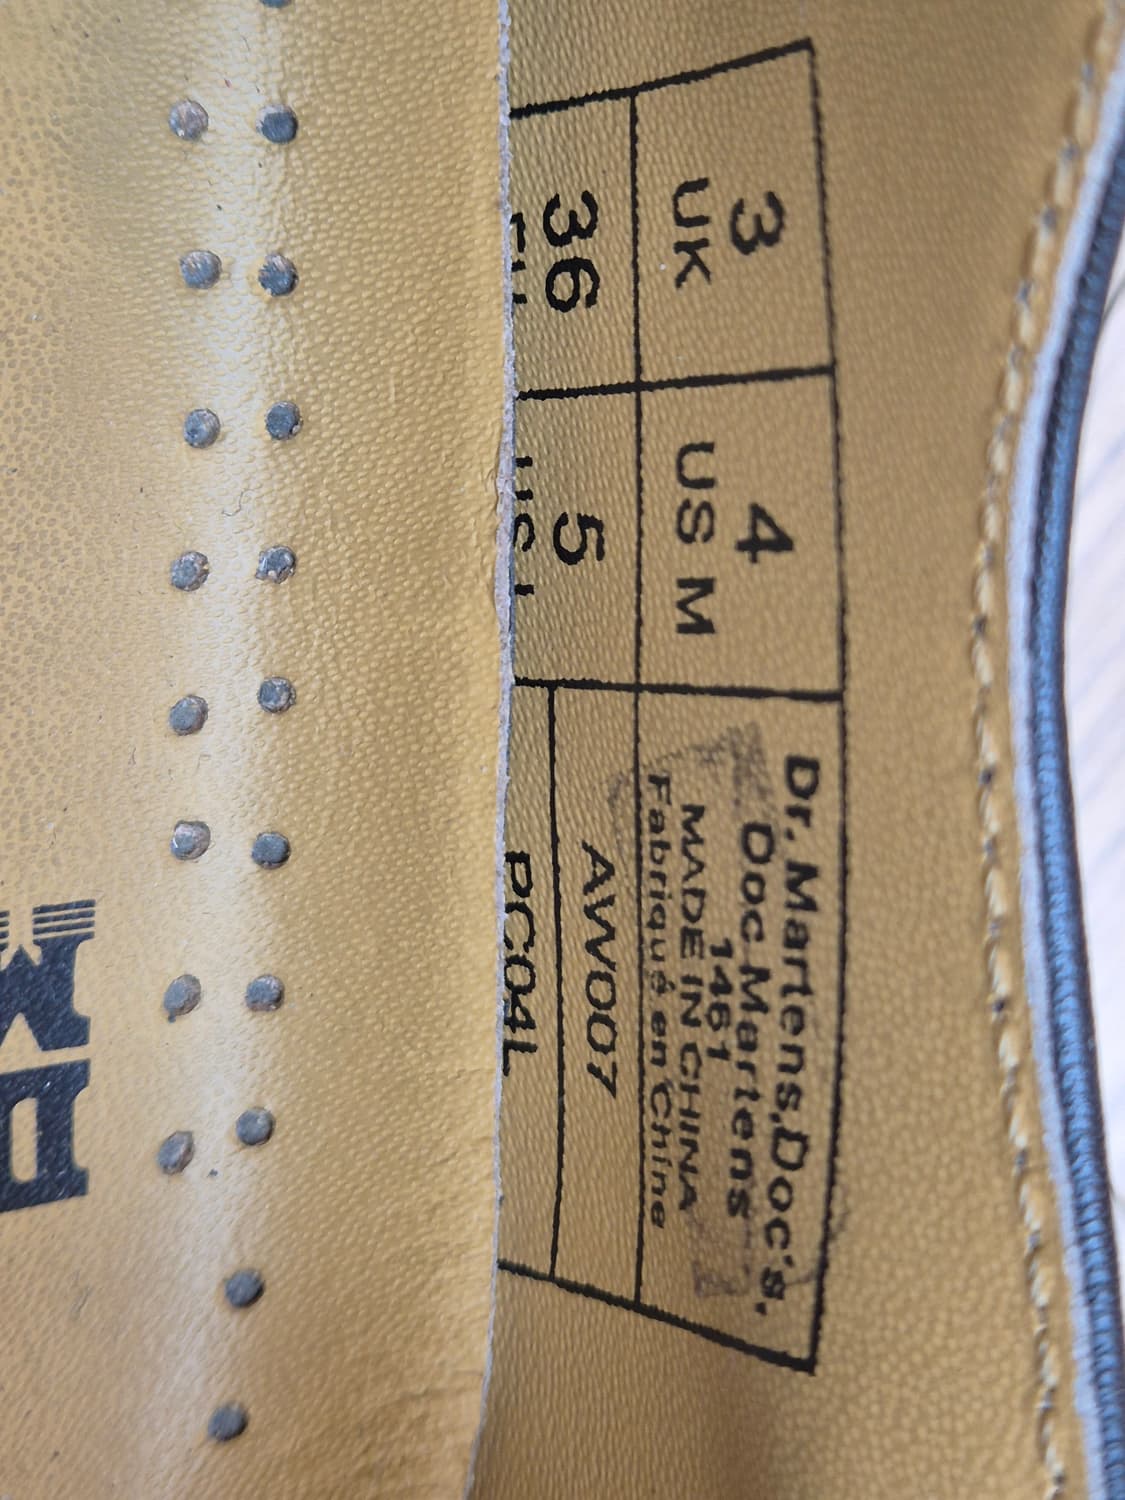 3
UK
4
US M
Dr. Martens,Doc's.
Doc Martens
1461
MADE IN CHINA
Fabriqué en Chine
36
5
AW007
PC04L